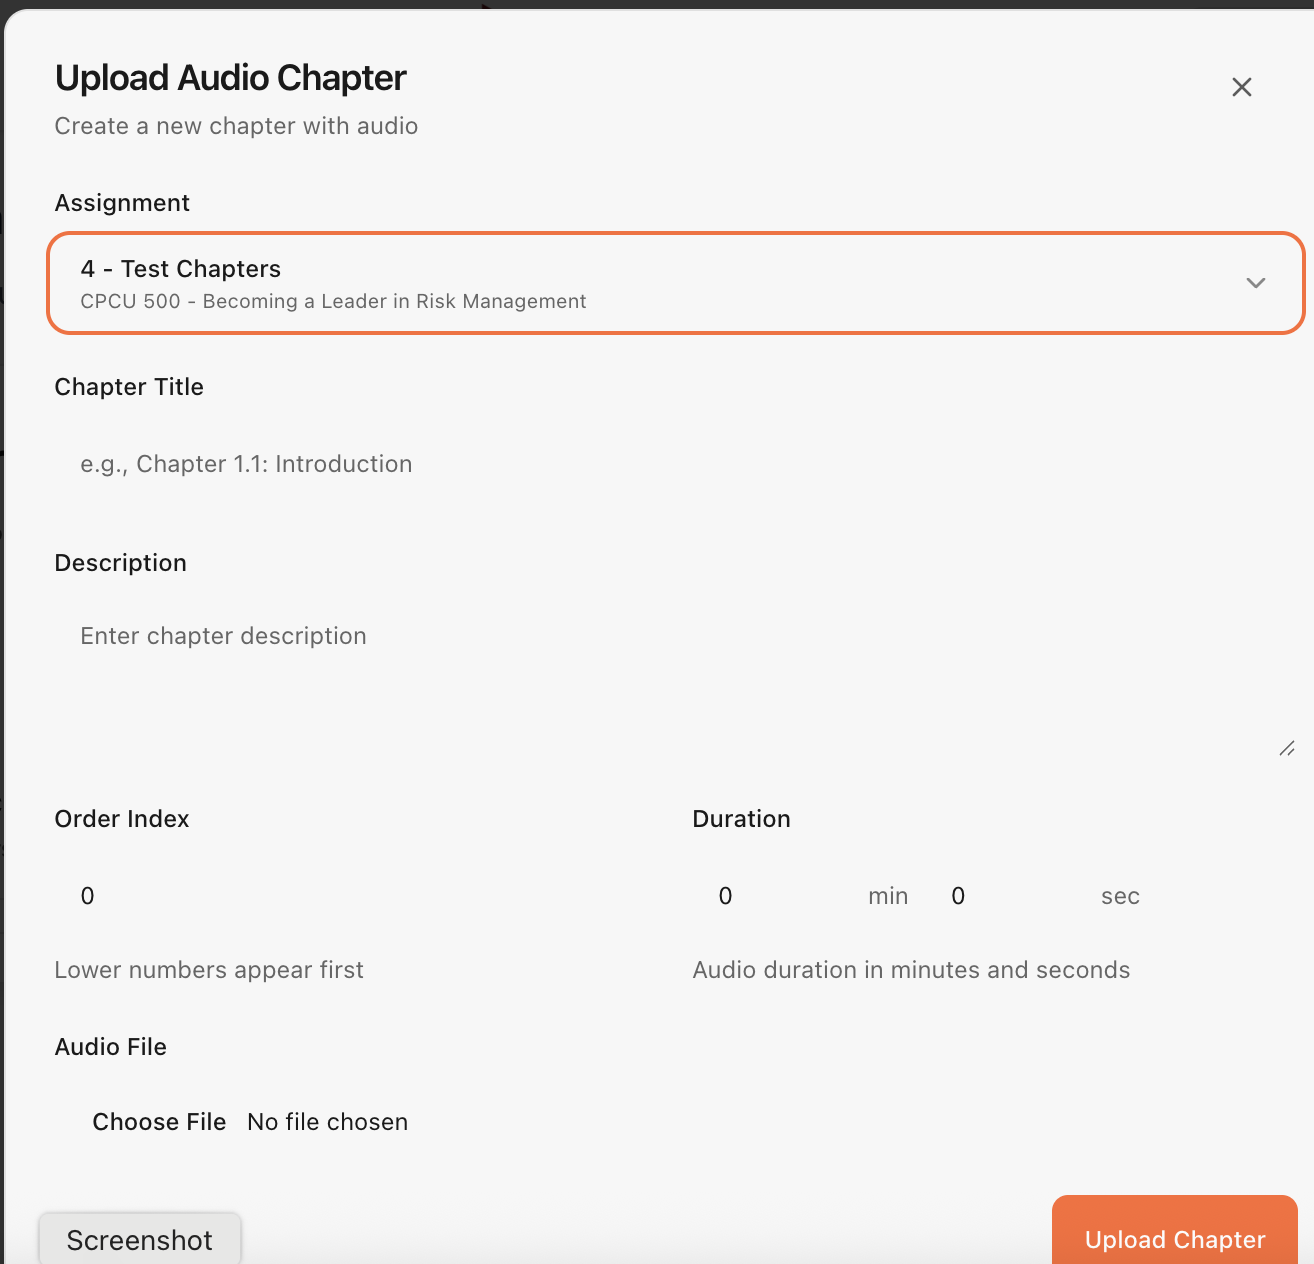 Upload Audio Chapter
Create a new chapter with audio
Assignment
4 - Test Chapters
CPCU 500 - Becoming a Leader in Risk Management
Chapter Title
e.g., Chapter 1.1: Introduction
Description
Enter chapter description
Order Index
Duration
0
0 min 0 sec
Lower numbers appear first
Audio duration in minutes and seconds
Audio File
Choose File No file chosen
Screenshot
Upload Chapter